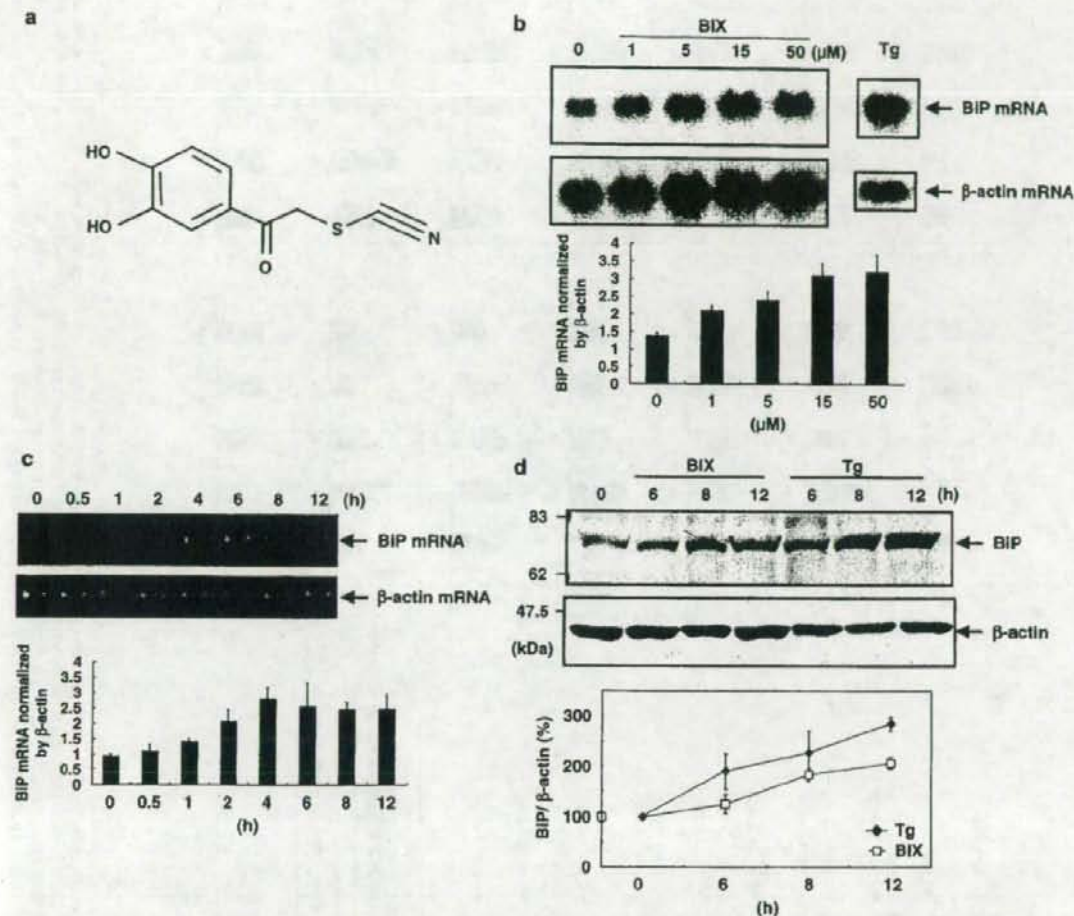 a
HO
HO
O
S
N
b
BIX
0 1 5 15 50 (μM) Tg
BiP mRNA
β-actin mRNA
BiP mRNA normalized
by β-actin
4
3.5
3
2.5
2
1.5
1
0.5
0
0 1 5 15 50
(μM)
c
0 0.5 1 2 4 6 8 12 (h)
BiP mRNA
β-actin mRNA
BiP mRNA normalized
by β-actin
4
3.5
3
2.5
2
1.5
1
0.5
0
0 0.5 1 2 4 6 8 12
(h)
d
BIX Tg
0 6 8 12 6 8 12 (h)
83
BiP
62
47.5
(kDa)
β-actin
BiP/ β-actin (%)
300
200
100
0
Tg
BIX
0 6 8 12
(h)